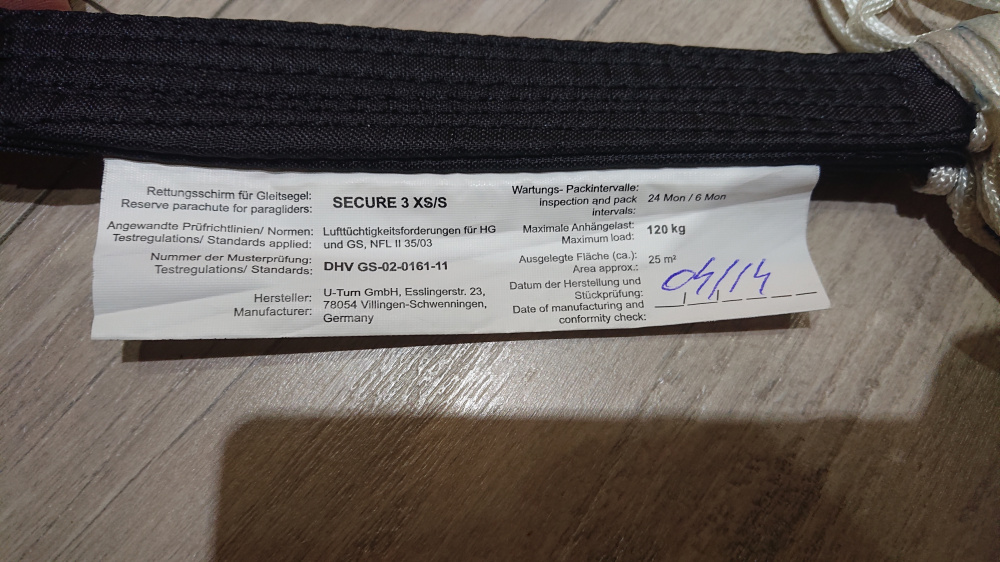 Rettungsschirm für Gleitsegel:
Reserve parachute for paragliders:
SECURE 3 XS/S
Angewandte Prüfrichtlinien/ Normen:
Testregulations/ Standards applied:
Lufttüchtigkeitsforderungen für HG
und GS, NFL II 35/03
Nummer der Musterprüfung:
Testregulations/ Standards:
DHV GS-02-0161-11
Hersteller:
Manufacturer:
U-Turn GmbH, Esslingerstr. 23,
78054 Villingen-Schwenningen,
Germany
Wartungs- Packintervalle:
inspection and pack
intervals:
24 Mon / 6 Mon
Maximale Anhängelast:
Maximum load:
120 kg
Ausgelegte Fläche (ca.):
Area approx.:
25 m²
Datum der Herstellung und
Stückprüfung:
Date of manufacturing and
conformity check:
04/14